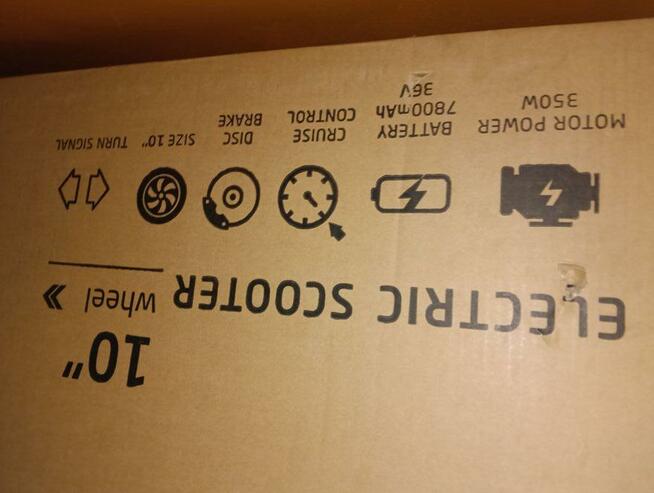 10"
ELECTRIC SCOOTER wheel »
MOTOR POWER
350W
BATTERY
7800mAh
36V
CRUISE
CONTROL
DISC
BRAKE
SIZE 10"
TURN SIGNAL